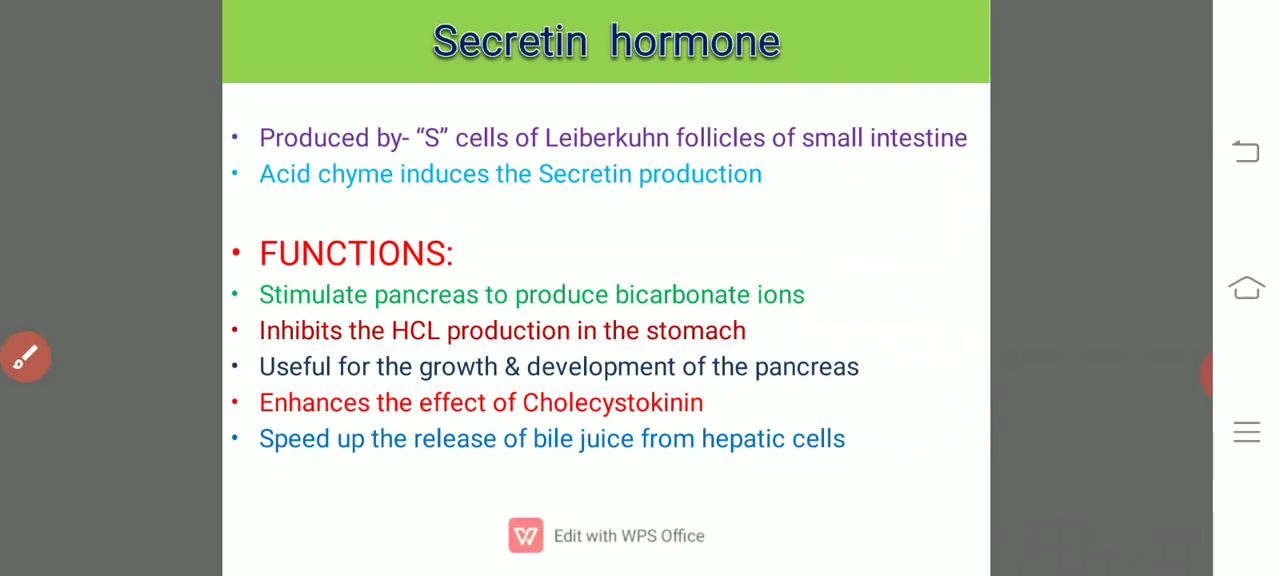 Secretin hormone
• Produced by- “S” cells of Leiberkuhn follicles of small intestine
• Acid chyme induces the Secretin production
• FUNCTIONS:
• Stimulate pancreas to produce bicarbonate ions
• Inhibits the HCL production in the stomach
• Useful for the growth & development of the pancreas
• Enhances the effect of Cholecystokinin
• Speed up the release of bile juice from hepatic cells
Edit with WPS Office